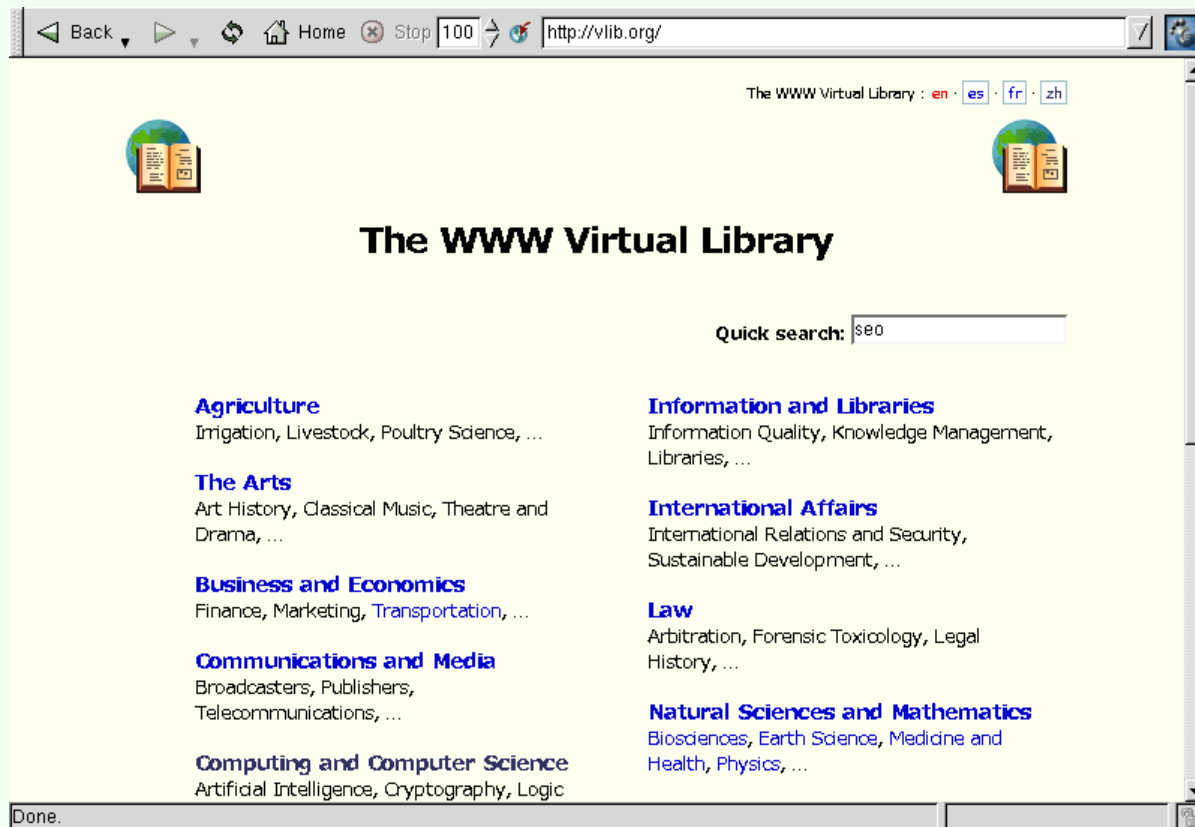 Back Home Stop 100 http://vlib.org/
The WWW Virtual Library : en · es · fr · zh
The WWW Virtual Library
Quick search: seo
Agriculture
Irrigation, Livestock, Poultry Science, ...
The Arts
Art History, Classical Music, Theatre and
Drama, ...
Business and Economics
Finance, Marketing, Transportation, ...
Communications and Media
Broadcasters, Publishers,
Telecommunications, ...
Computing and Computer Science
Artificial Intelligence, Cryptography, Logic
Information and Libraries
Information Quality, Knowledge Management,
Libraries, ...
International Affairs
International Relations and Security,
Sustainable Development, ...
Law
Arbitration, Forensic Toxicology, Legal
History, ...
Natural Sciences and Mathematics
Biosciences, Earth Science, Medicine and
Health, Physics, ...
Done.